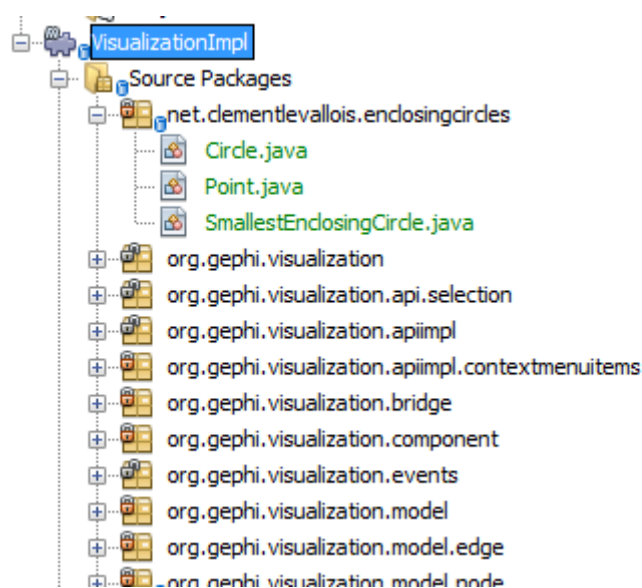 VisualizationImpl
Source Packages
net.clementlevallois.enclosingcircles
Circle.java
Point.java
SmallestEnclosingCircle.java
org.gephi.visualization
org.gephi.visualization.api.selection
org.gephi.visualization.apiimpl
org.gephi.visualization.apiimpl.contextmenuitems
org.gephi.visualization.bridge
org.gephi.visualization.component
org.gephi.visualization.events
org.gephi.visualization.model
org.gephi.visualization.model.edge
org.gephi.visualization.model.node